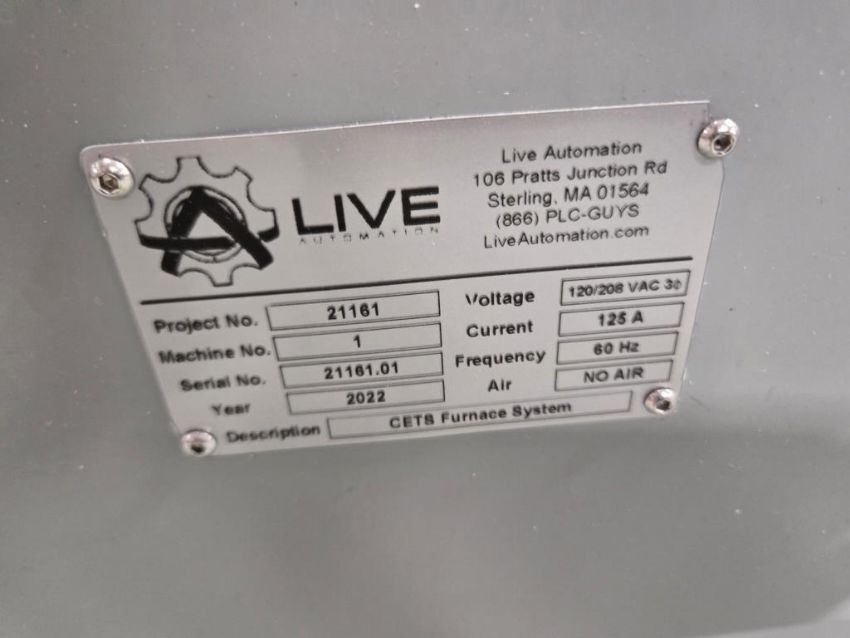 LIVE
AUTOMATION
Live Automation
106 Pratts Junction Rd
Sterling, MA 01564
(866) PLC-GUYS
LiveAutomation.com
Project No. 21161
Machine No. 1
Serial No. 21161.01
Year 2022
Voltage 120/208 VAC 3ϕ
Current 125 A
Frequency 60 Hz
Air NO AIR
Description CETS Furnace System